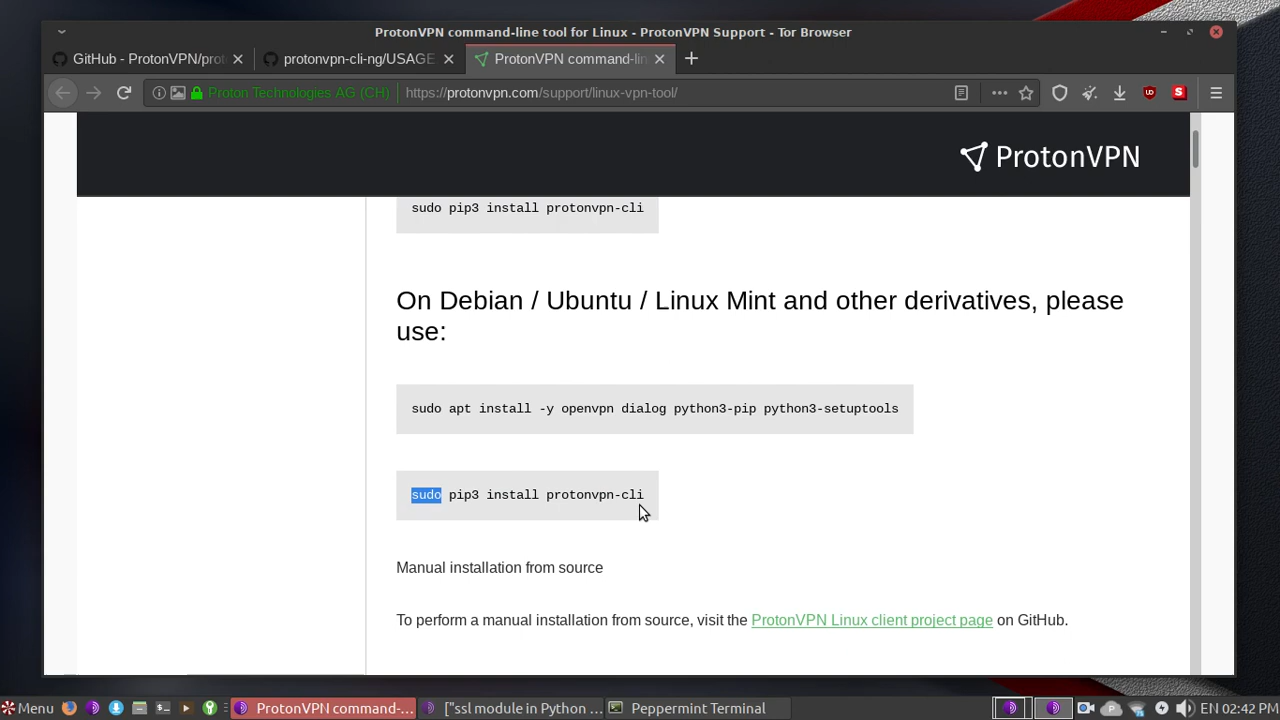 ProtonVPN command-line tool for Linux - ProtonVPN Support - Tor Browser
GitHub - ProtonVPN/prot
protonvpn-cli-ng/USAGE
ProtonVPN command-lin
Proton Technologies AG (CH)
https://protonvpn.com/support/linux-vpn-tool/
ProtonVPN
sudo pip3 install protonvpn-cli
On Debian / Ubuntu / Linux Mint and other derivatives, please
use:
sudo apt install -y openvpn dialog python3-pip python3-setuptools
sudo pip3 install protonvpn-cli
Manual installation from source
To perform a manual installation from source, visit the ProtonVPN Linux client project page on GitHub.
Menu
ProtonVPN command-...
["ssl module in Python ...
Peppermint Terminal
EN 02:42 PM